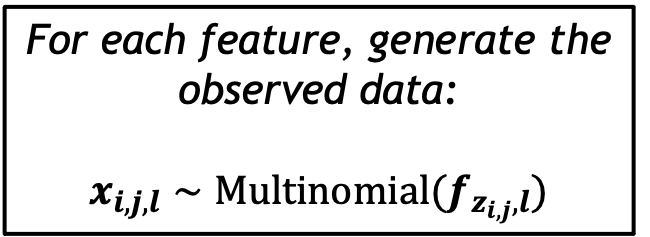 For each feature, generate the
observed data:
x_{i,j,l} ~ Multinomial(f_{z_{i,j},l})